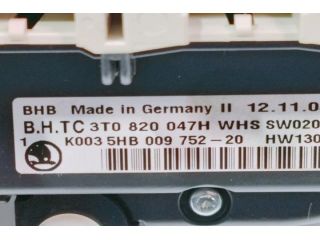 BHB Made in Germany II 12.11.0
B.H.TC 3T0 820 047H WHS SW020
1 K003 5HB 009 752-20 HW130